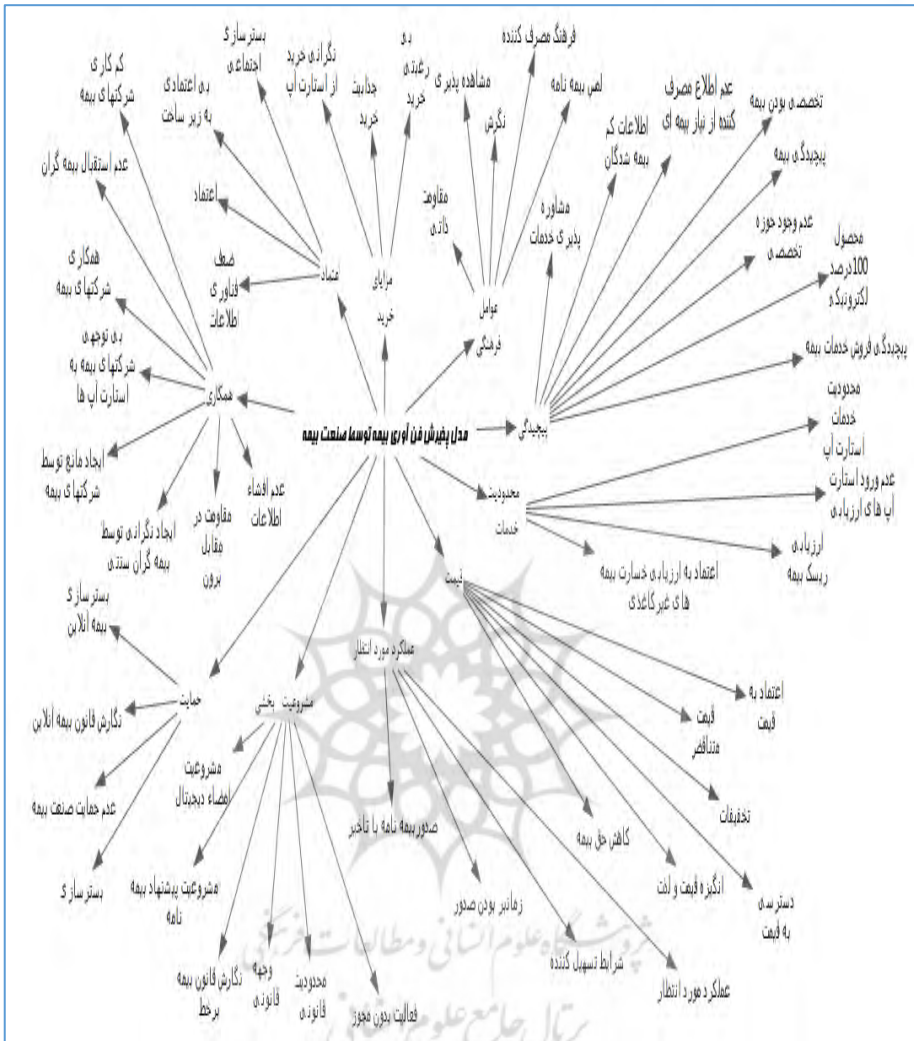 فرهنگ مصرف کننده
بی
رغبتی
خرید
نگرانی خرید
از استارت آپ
جذابیت
خرید
بستر سازی
اجتماعی
کم کاری
شرکتهای بیمه
بی اعتمادی
به زیر ساخت
مشاهده پذیری
لمس بیمه نامه
عدم اطلاع مصرف
کننده از نیاز بیمه ای
تخصصی بودن بیمه
نگرش
اطلاعات کم
بیمه شدگان
پیچیدگی بیمه
عدم استقبال بیمه گران
اعتماد
مقاومت
ذاتی
مشاوره
پذیری خدمات
عدم وجود حوزه
تخصصی
محصول
100درصد
الکترونیکی
ضعف
فناوری
اطلاعات
اعتماد
مزایای
خرید
عوامل
فرهنگی
همکاری
شرکتهای بیمه
بی توجهی
شرکتهای بیمه به
استارت آپ ها
پیچیدگی فروش خدمات بیمه
همکاری
مدل پذیرش فن آوری بیمه توسط صنعت بیمه
پیچیدگی
محدودیت
خدمات
استارت آپ
ایجاد مانع توسط
شرکتهای بیمه
عدم افشاء
اطلاعات
محدودیت
خدمات
عدم ورود استارت
آپ های ارزیابی
ایجاد نگرانی توسط
بیمه گران سنتی
مقاومت در
مقابل
برون
ارزیابی
ریسک بیمه
اعتماد به ارزیابی خسارت بیمه
های غیرکاغذی
قیمت
بستر سازی
بیمه آنلاین
عملکرد مورد انتظار
حمایت
مشروعیت بخشی
اعتماد به
قیمت
نگارش قانون بیمه آنلاین
قیمت
متناقض
مشروعیت
امضاء دیجیتال
عدم حمایت صنعت بیمه
صدور بیمه نامه با تاخیر
کاهش حق بیمه
تخفیفات
بستر سازی
مشروعیت پیشنهاد بیمه
نامه
زمانبر بودن صدور
انگیزه قیمت و لذت
دسترسی
به قیمت
نگارش قانون بیمه
برخط
وجهه
قانونی
محدودیت
قانونی
فعالیت بدون مجوز
شرایط تسهیل کننده
عملکرد مورد انتظار
پژوهشگاه علوم انسانی و مطالعات فرهنگی
پرتال جامع علوم انسانی